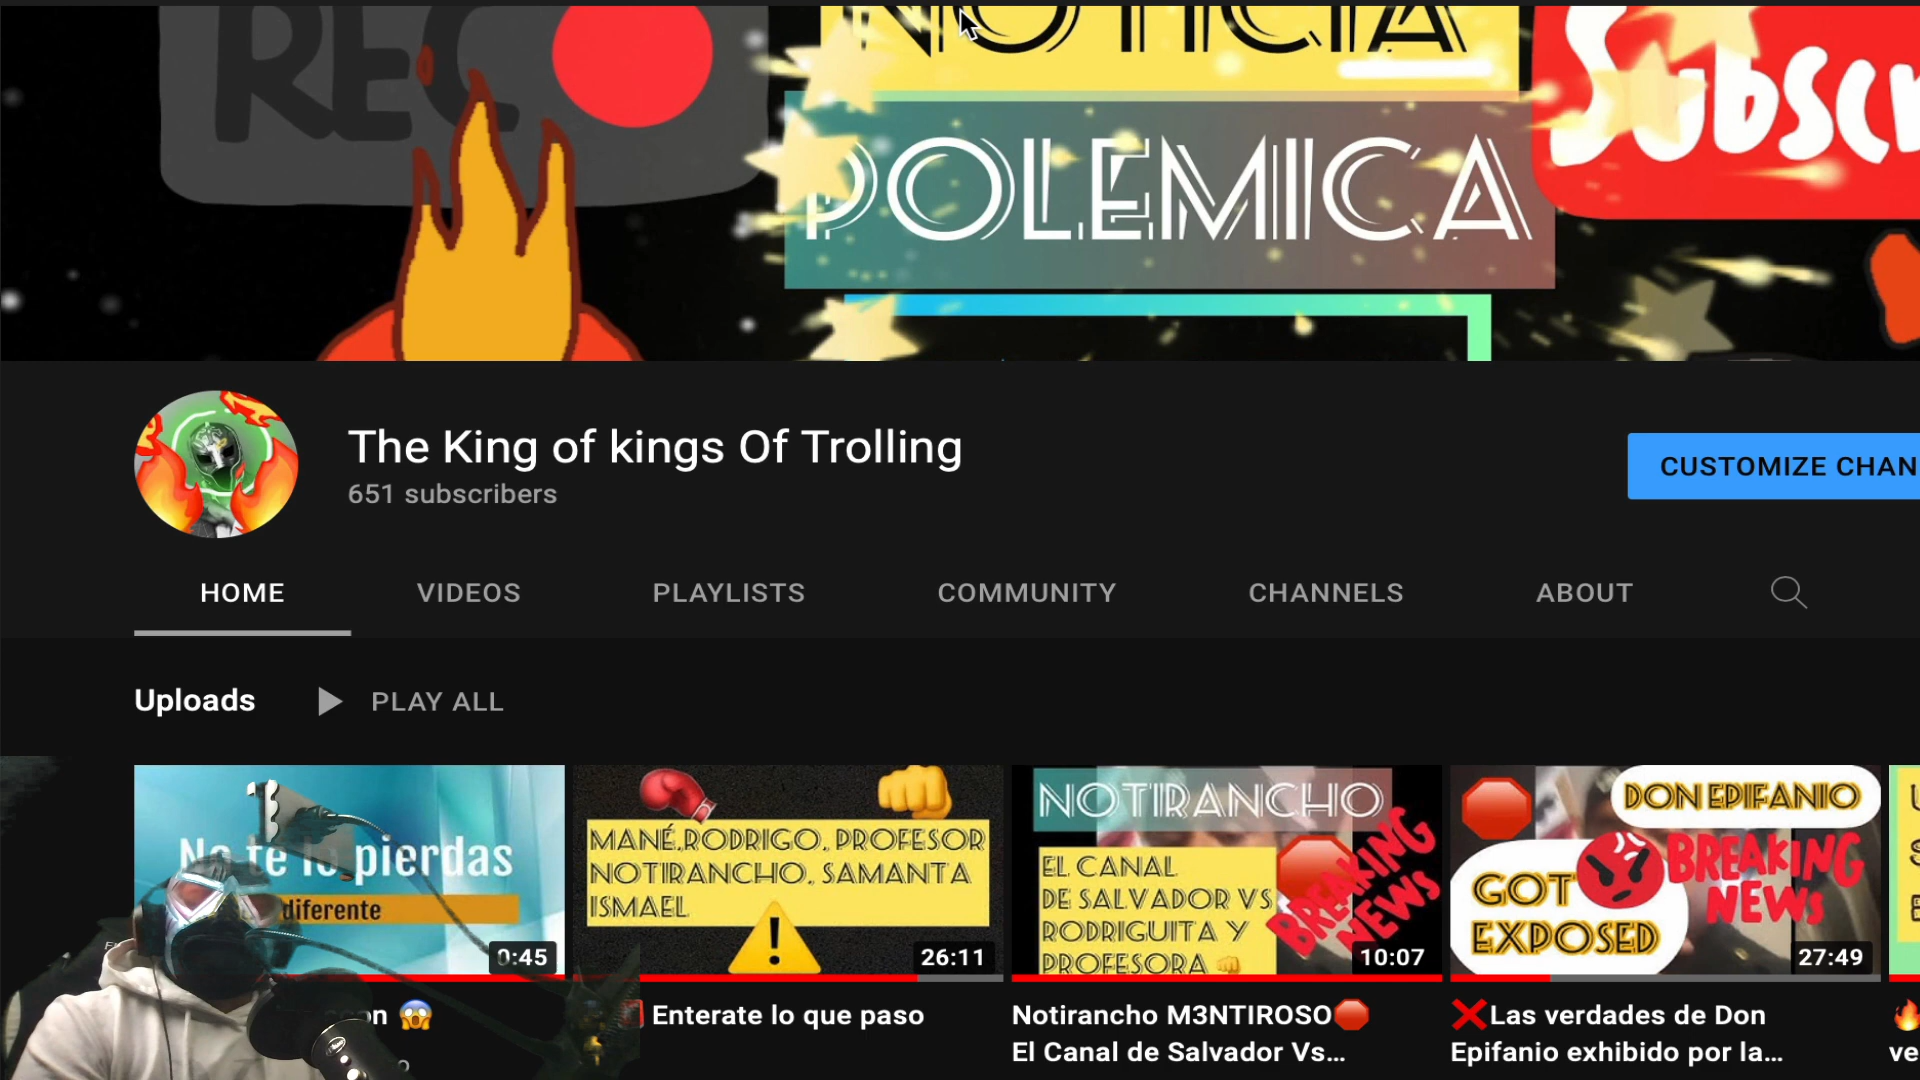 REC
NOTICIA
POLEMICA
The King of kings Of Trolling
651 subscribers
HOME VIDEOS PLAYLISTS COMMUNITY CHANNELS ABOUT
Uploads PLAY ALL
No te lo pierdas
diferente
0:45
MANÉ,RODRIGO, PROFESOR
NOTIRANCHO, SAMANTA
ISMAEL
26:11
Enterate lo que paso
NOTIRANCHO
EL CANAL
DE SALVADOR VS
RODRIGUITA Y
PROFESORA
BREAKING
NEWS
10:07
Notirancho M3NTIROSO🛑
El Canal de Salvador Vs...
DON EPIFANIO
GOT
EXPOSED
BREAKING
NEWS
27:49
❌Las verdades de Don
Epifanio exhibido por la...